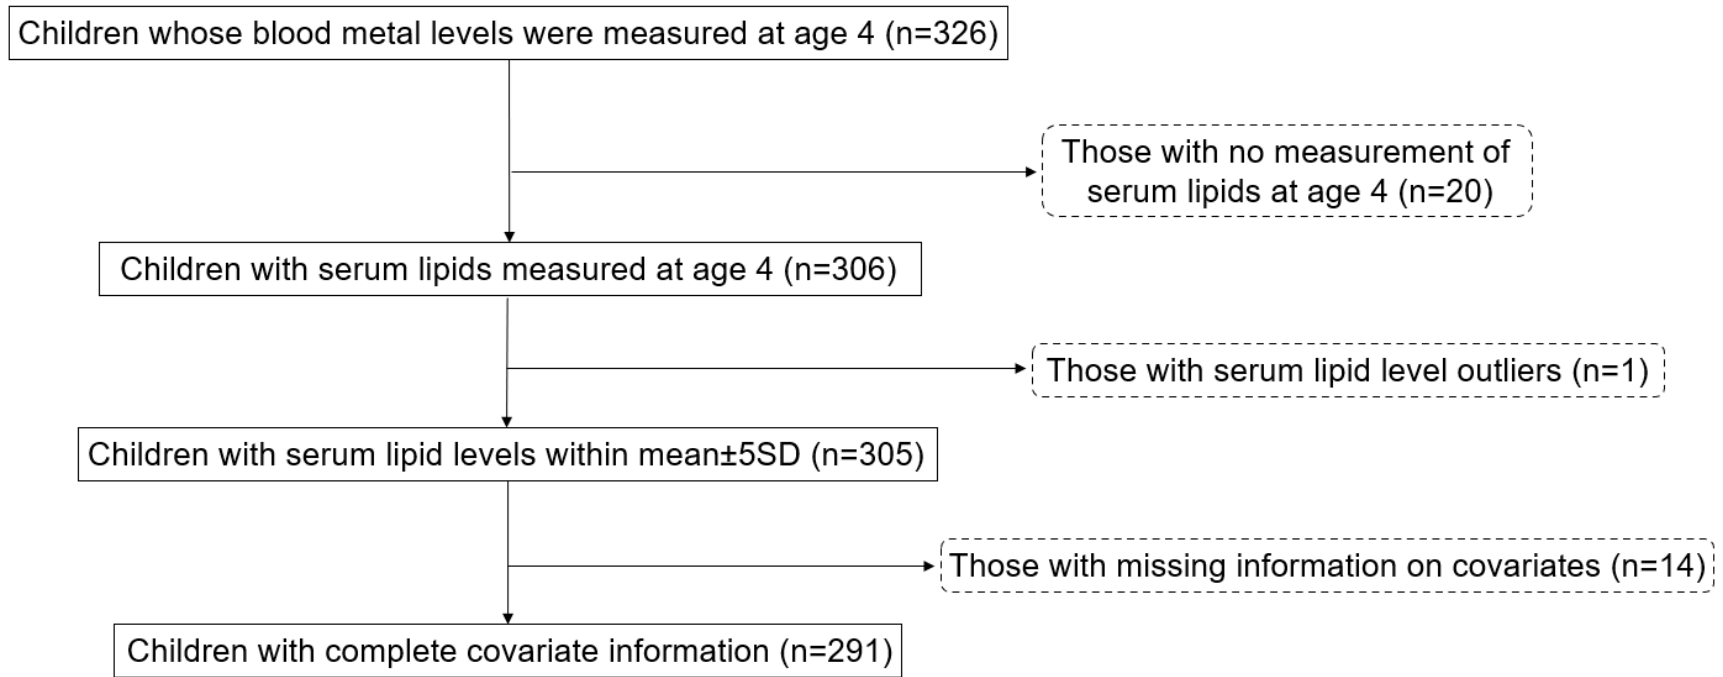 Children whose blood metal levels were measured at age 4 (n=326)
Those with no measurement of
serum lipids at age 4 (n=20)
Children with serum lipids measured at age 4 (n=306)
Those with serum lipid level outliers (n=1)
Children with serum lipid levels within mean±5SD (n=305)
Those with missing information on covariates (n=14)
Children with complete covariate information (n=291)